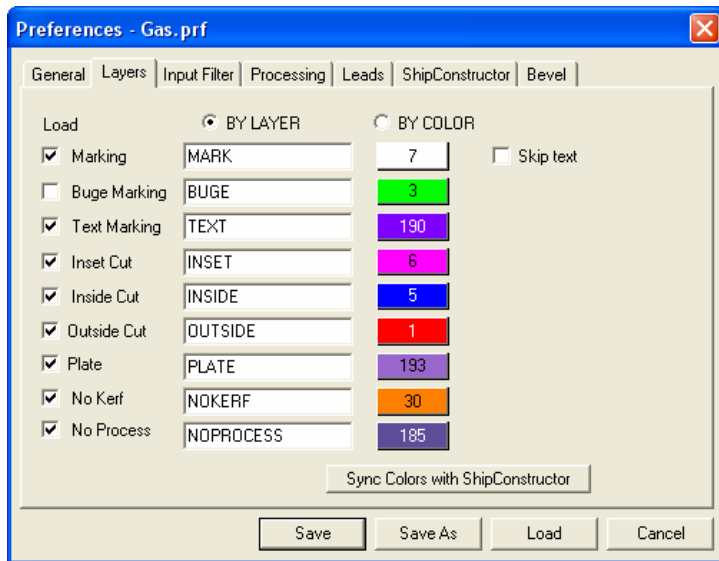 Preferences - Gas.prf
General Layers Input Filter Processing Leads ShipConstructor Bevel
Load BY LAYER BY COLOR
Marking MARK 7 Skip text
Buge Marking BUGE 3
Text Marking TEXT 190
Inset Cut INSET 6
Inside Cut INSIDE 5
Outside Cut OUTSIDE 1
Plate PLATE 193
No Kerf NOKERF 30
No Process NOPROCESS 185
Sync Colors with ShipConstructor
Save Save As Load Cancel